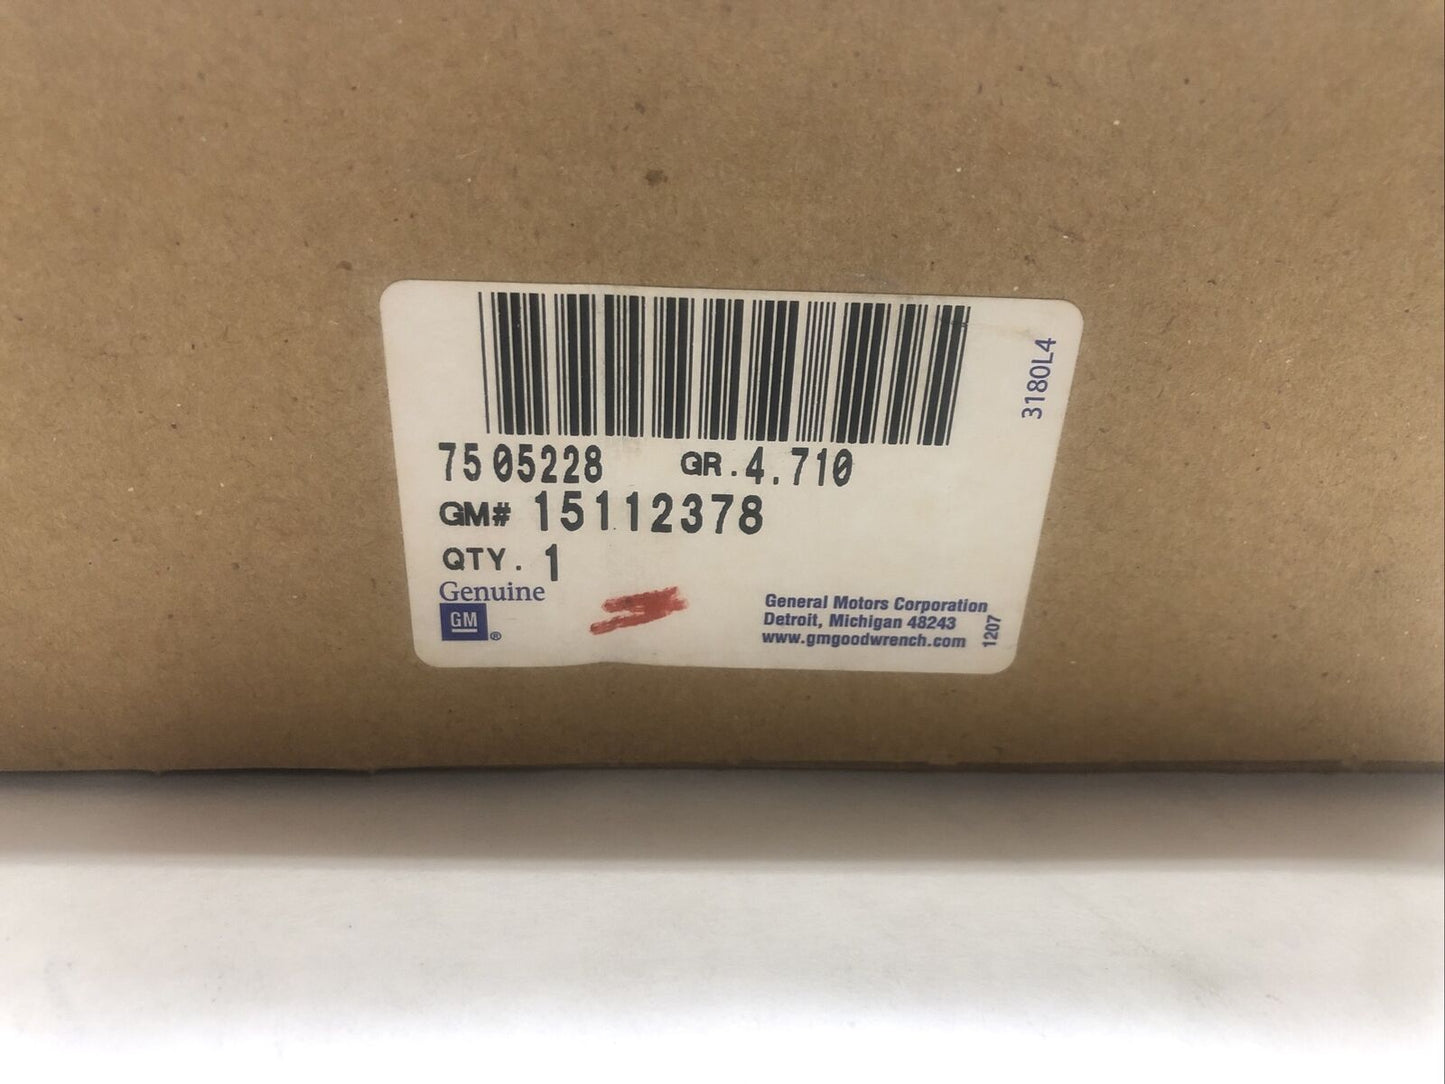 3180L4
7505228 GR.4.710
GM# 15112378
QTY. 1
Genuine
GM ®
General Motors Corporation
Detroit, Michigan 48243
www.gmgoodwrench.com
1207